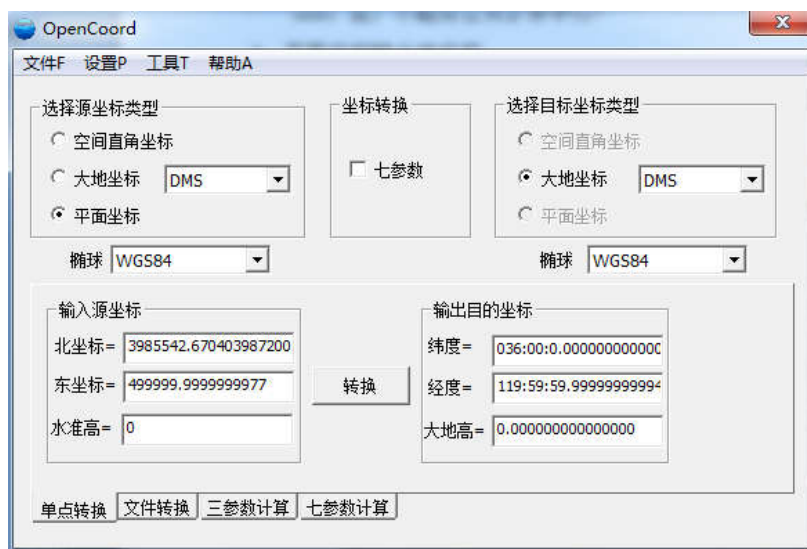 OpenCoord
文件F 设置P 工具T 帮助A
选择源坐标类型
空间直角坐标
大地坐标 DMS
平面坐标
椭球 WGS84
坐标转换
七参数
选择目标坐标类型
空间直角坐标
大地坐标 DMS
平面坐标
椭球 WGS84
输入源坐标
北坐标= 3985542.670403987200
东坐标= 499999.9999999977
水准高= 0
转换
输出目的坐标
纬度= 036:00:0.000000000000
经度= 119:59:59.99999999994
大地高= 0.000000000000000
单点转换 文件转换 三参数计算 七参数计算